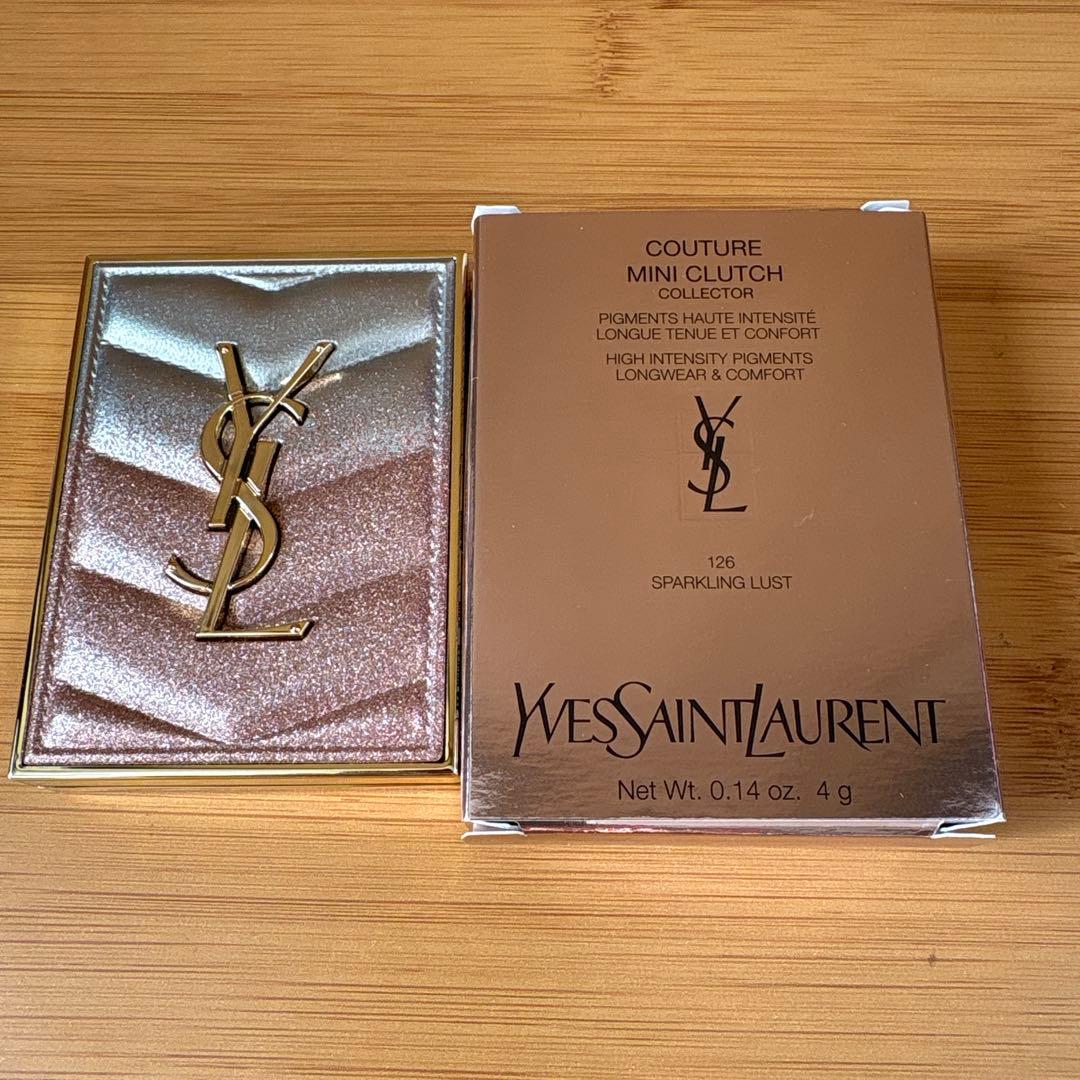 YSL
COUTURE
MINI CLUTCH
COLLECTOR
PIGMENTS HAUTE INTENSITÉ
LONGUE TENUE ET CONFORT
HIGH INTENSITY PIGMENTS
LONGWEAR & COMFORT
YSL
126
SPARKLING LUST
YVESSAINTLAURENT
Net Wt. 0.14 oz. 4 g